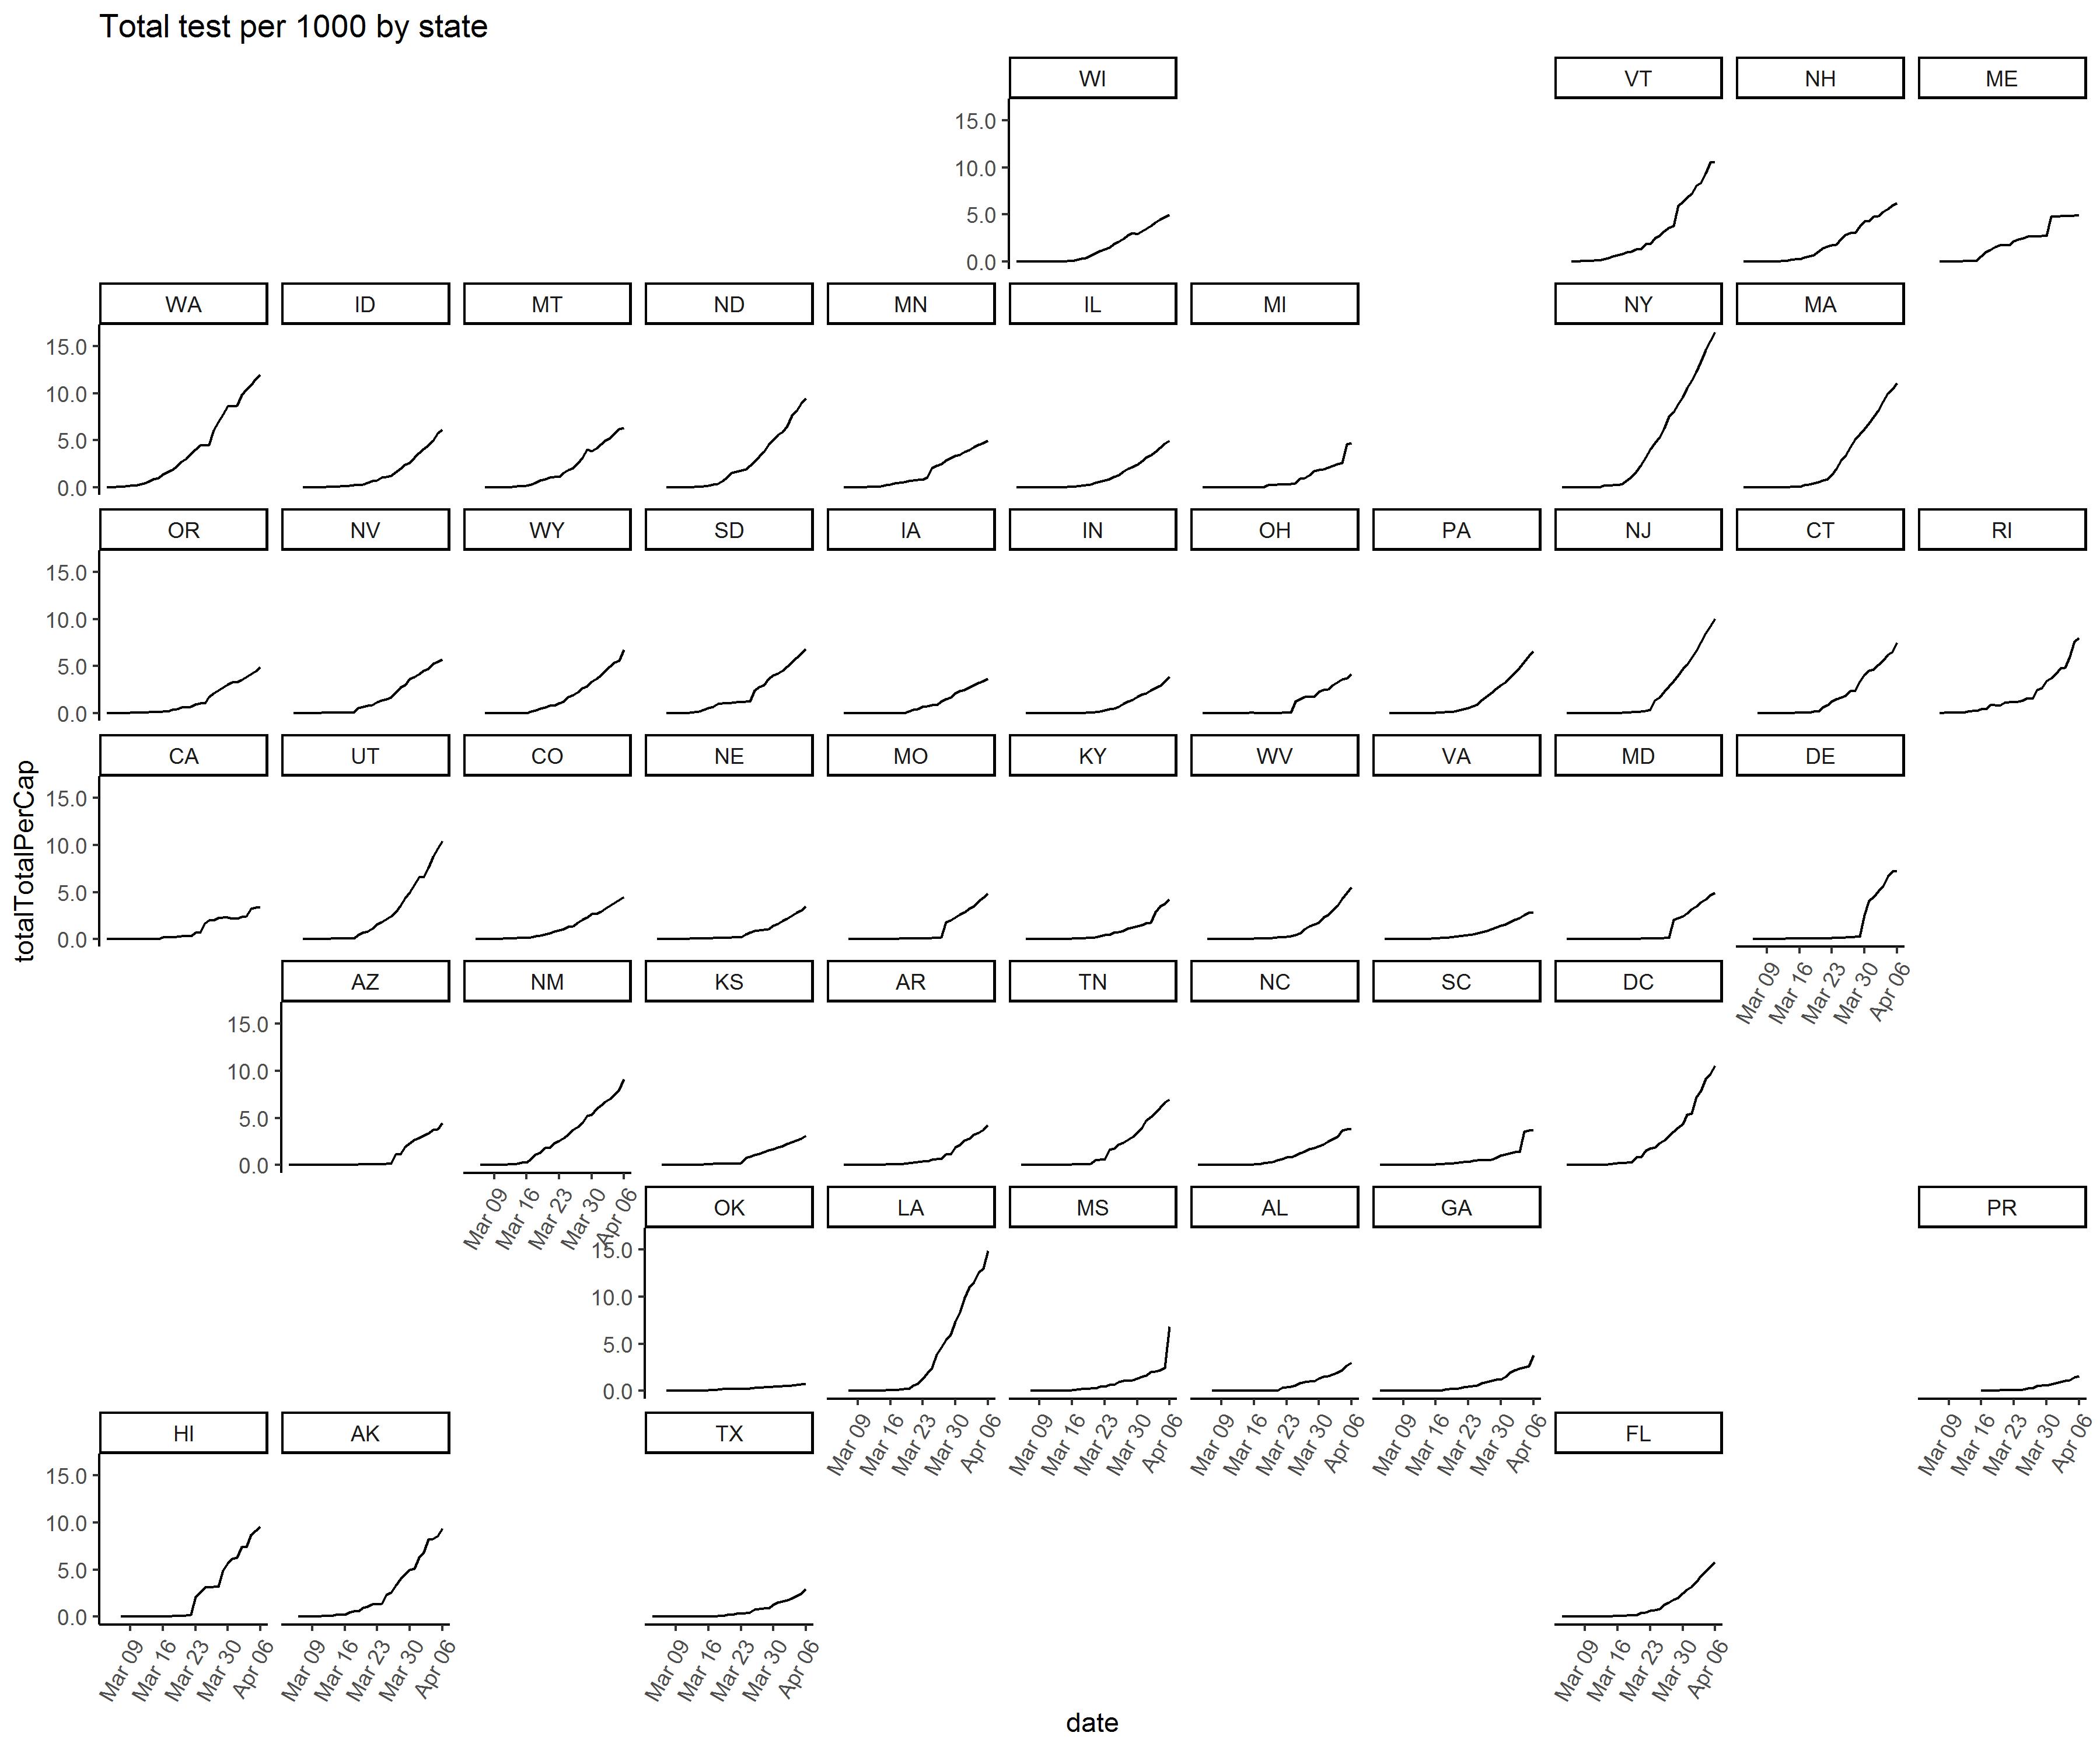 Total test per 1000 by state
WI VT NH ME
15.0
10.0
5.0
0.0
WA ID MT ND MN IL MI NY MA
15.0
10.0
5.0
0.0
OR NV WY SD IA IN OH PA NJ CT RI
15.0
10.0
5.0
0.0
totalTotalPerCap
CA UT CO NE MO KY WV VA MD DE
15.0
10.0
5.0
0.0
Mar 09 Mar 16 Mar 23 Mar 30 Apr 06
AZ NM KS AR TN NC SC DC
15.0
10.0
5.0
0.0
Mar 09 Mar 16 Mar 23 Mar 30 Apr 06
OK LA MS AL GA PR
15.0
10.0
5.0
0.0
Mar 09 Mar 16 Mar 23 Mar 30 Apr 06 Mar 09 Mar 16 Mar 23 Mar 30 Apr 06 Mar 09 Mar 16 Mar 23 Mar 30 Apr 06 Mar 09 Mar 16 Mar 23 Mar 30 Apr 06 Mar 09 Mar 16 Mar 23 Mar 30 Apr 06
HI AK TX FL
15.0
10.0
5.0
0.0
Mar 09 Mar 16 Mar 23 Mar 30 Apr 06 Mar 09 Mar 16 Mar 23 Mar 30 Apr 06 Mar 09 Mar 16 Mar 23 Mar 30 Apr 06 Mar 09 Mar 16 Mar 23 Mar 30 Apr 06
date